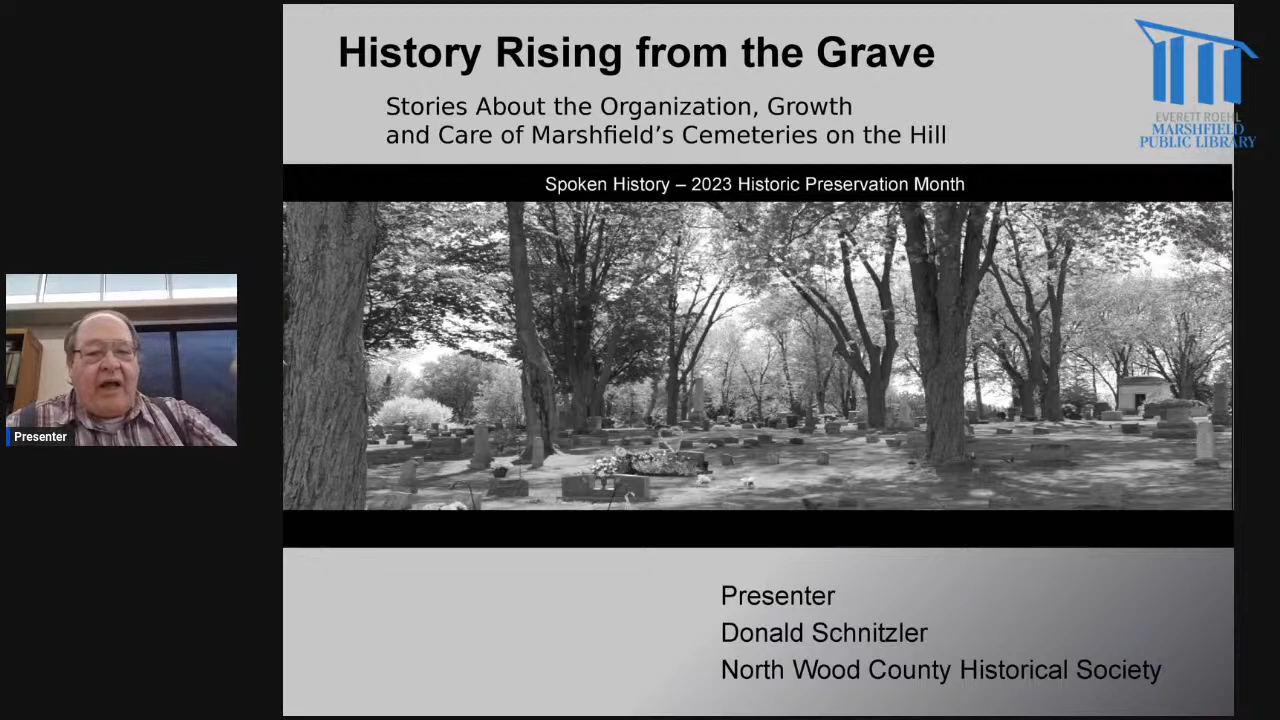 History Rising from the Grave
Stories About the Organization, Growth
and Care of Marshfield’s Cemeteries on the Hill
EVERETT ROEHL
MARSHFIELD
PUBLIC LIBRARY
Spoken History – 2023 Historic Preservation Month
Presenter
Presenter
Donald Schnitzler
North Wood County Historical Society